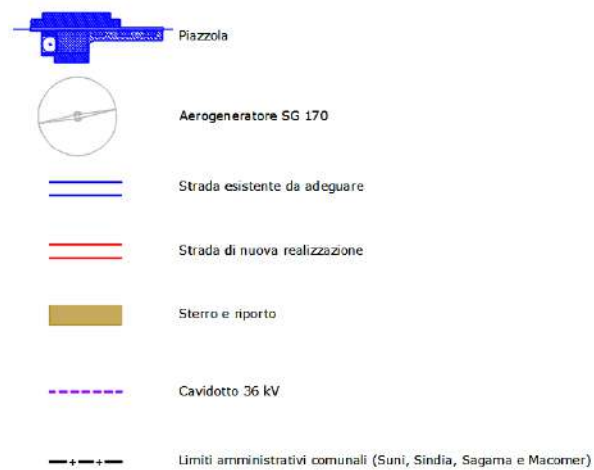 Piazzola
Aerogeneratore SG 170
Strada esistente da adeguare
Strada di nuova realizzazione
Sterro e riporto
Cavidotto 36 kV
Limiti amministrativi comunali (Suni, Sindia, Sagama e Macomer)